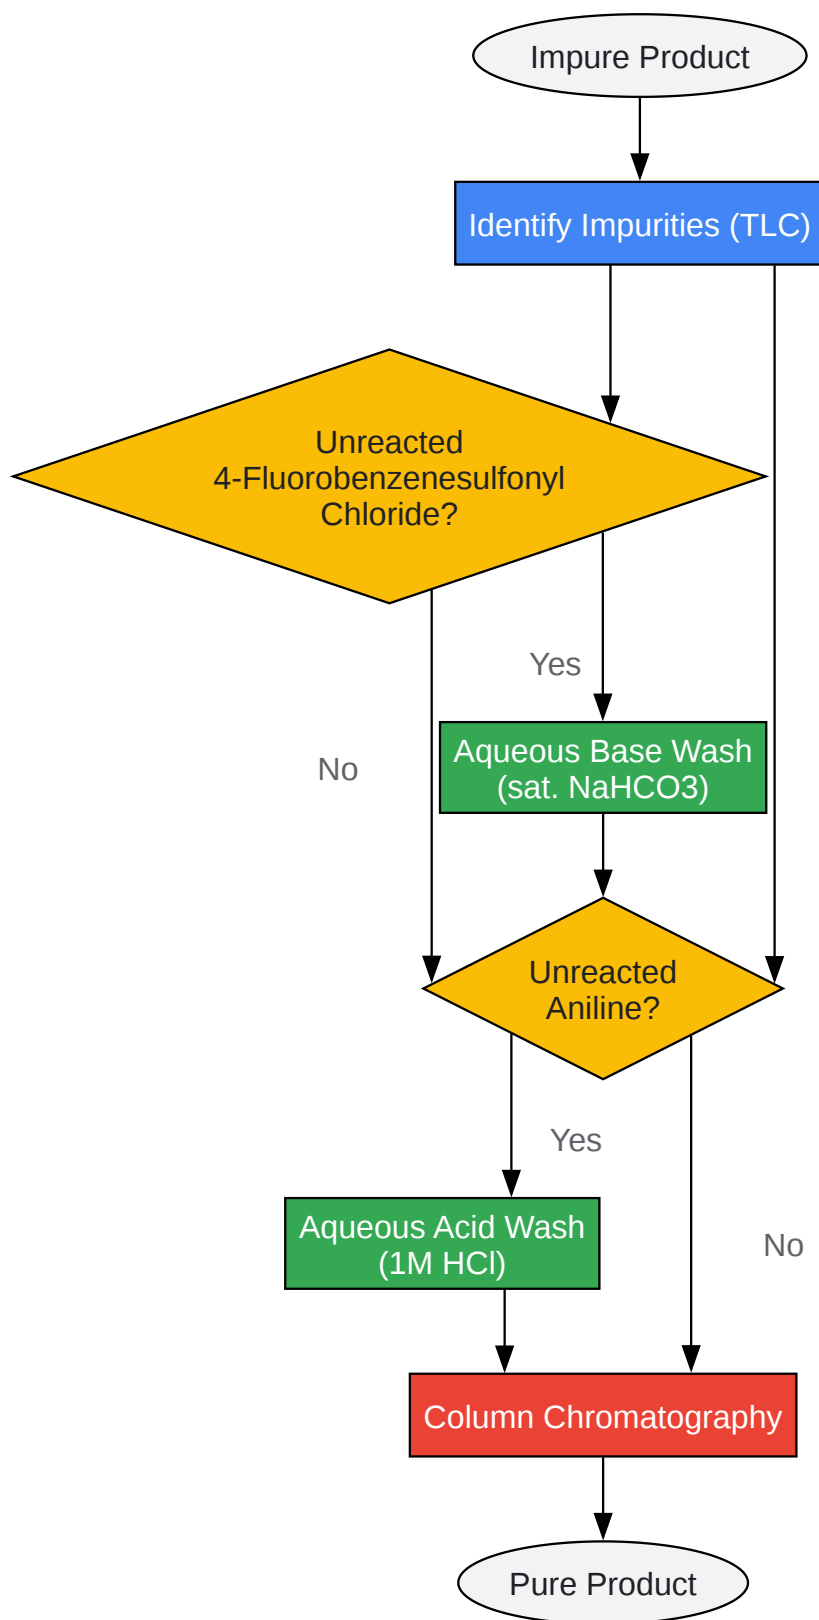 Impure Product
Identify Impurities (TLC)
Unreacted
4-Fluorobenzenesulfonyl
Chloride?
Yes
Aqueous Base Wash
(sat. NaHCO3)
No
Unreacted
Aniline?
Yes
Aqueous Acid Wash
(1M HCl)
No
Column Chromatography
Pure Product